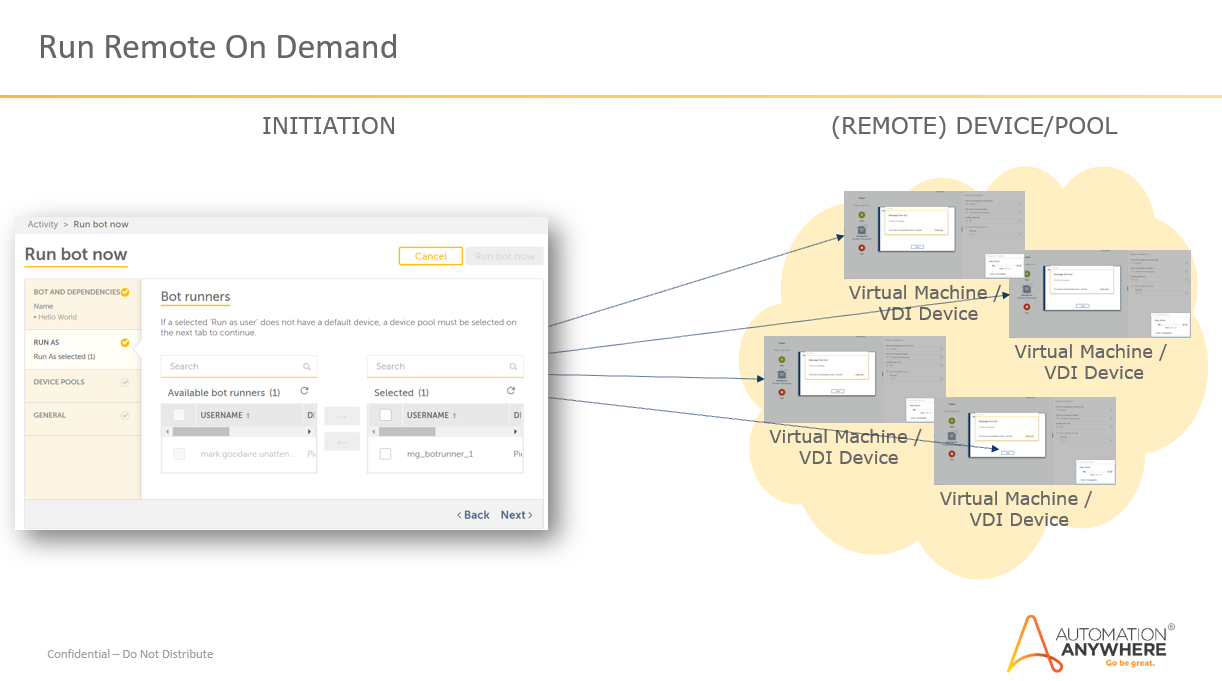 Run Remote On Demand
INITIATION
(REMOTE) DEVICE/POOL
Activity > Run bot now
Run bot now
Cancel
Run bot now
BOT AND DEPENDENCIES
Name
• Hello World
RUN AS
Run As selected (1)
DEVICE POOLS
GENERAL
Bot runners
If a selected 'Run as user' does not have a default device, a device pool must be selected on
the next tab to continue.
Search
Available bot runners (1)
USERNAME ↑
mark.goodaire.unatten...
Search
Selected (1)
USERNAME ↑
mg_botrunner_1
< Back
Next >
Virtual Machine /
VDI Device
Virtual Machine /
VDI Device
Virtual Machine /
VDI Device
Virtual Machine /
VDI Device
Confidential – Do Not Distribute
AUTOMATION®
ANYWHERE
Go be great.